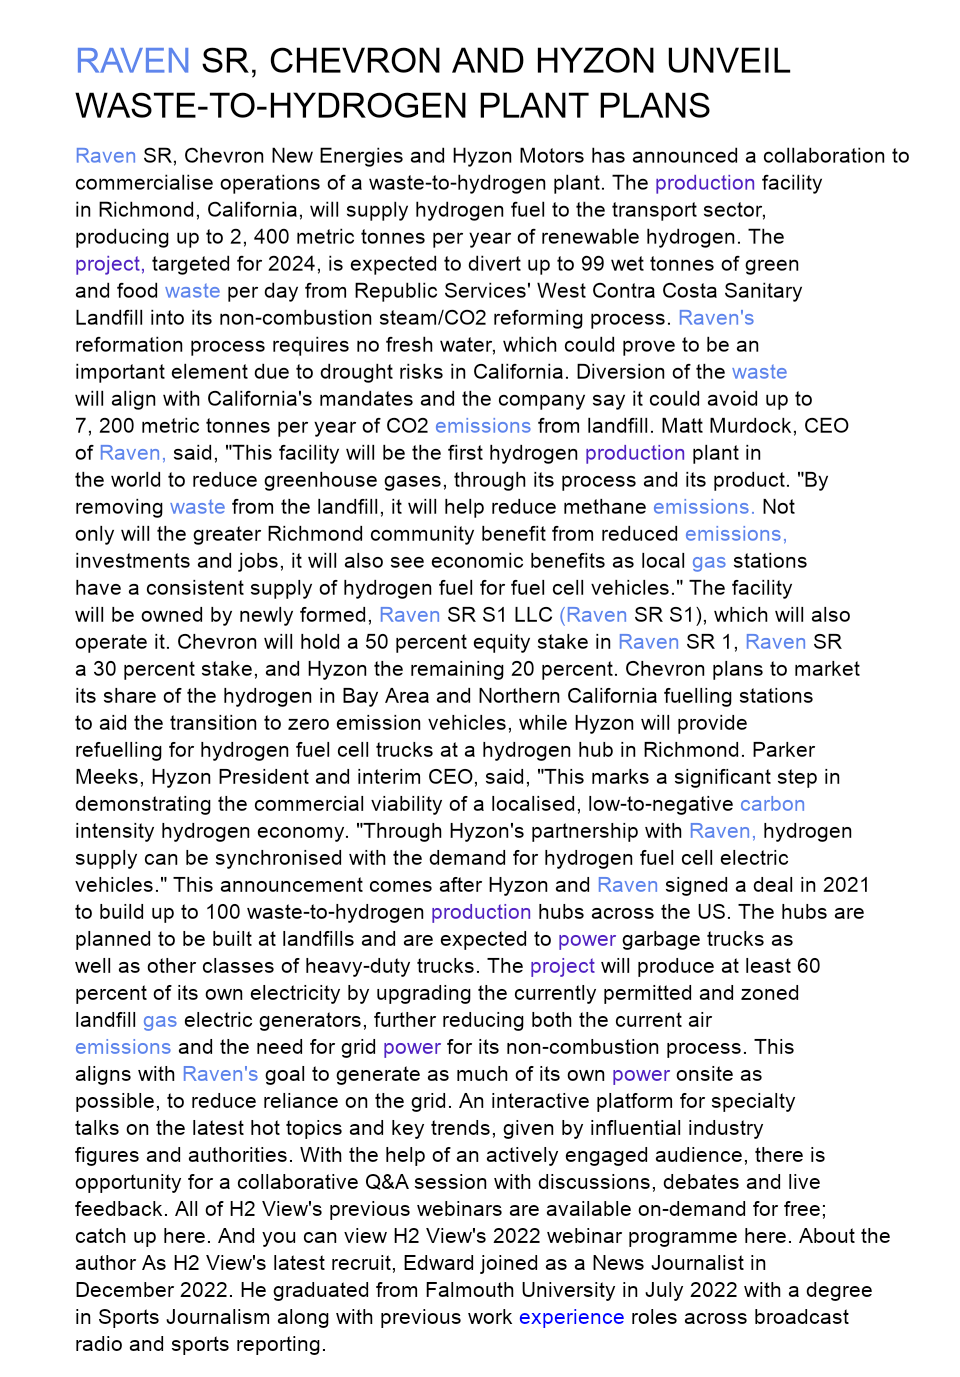 RAVEN SR, CHEVRON AND HYZON UNVEIL
WASTE-TO-HYDROGEN PLANT PLANS
Raven SR, Chevron New Energies and Hyzon Motors has announced a collaboration to
commercialise operations of a waste-to-hydrogen plant. The production facility
in Richmond, California, will supply hydrogen fuel to the transport sector,
producing up to 2, 400 metric tonnes per year of renewable hydrogen. The
project, targeted for 2024, is expected to divert up to 99 wet tonnes of green
and food waste per day from Republic Services' West Contra Costa Sanitary
Landfill into its non-combustion steam/CO2 reforming process. Raven's
reformation process requires no fresh water, which could prove to be an
important element due to drought risks in California. Diversion of the waste
will align with California's mandates and the company say it could avoid up to
7, 200 metric tonnes per year of CO2 emissions from landfill. Matt Murdock, CEO
of Raven, said, "This facility will be the first hydrogen production plant in
the world to reduce greenhouse gases, through its process and its product. "By
removing waste from the landfill, it will help reduce methane emissions. Not
only will the greater Richmond community benefit from reduced emissions,
investments and jobs, it will also see economic benefits as local gas stations
have a consistent supply of hydrogen fuel for fuel cell vehicles." The facility
will be owned by newly formed, Raven SR S1 LLC (Raven SR S1), which will also
operate it. Chevron will hold a 50 percent equity stake in Raven SR 1, Raven SR
a 30 percent stake, and Hyzon the remaining 20 percent. Chevron plans to market
its share of the hydrogen in Bay Area and Northern California fuelling stations
to aid the transition to zero emission vehicles, while Hyzon will provide
refuelling for hydrogen fuel cell trucks at a hydrogen hub in Richmond. Parker
Meeks, Hyzon President and interim CEO, said, "This marks a significant step in
demonstrating the commercial viability of a localised, low-to-negative carbon
intensity hydrogen economy. "Through Hyzon's partnership with Raven, hydrogen
supply can be synchronised with the demand for hydrogen fuel cell electric
vehicles." This announcement comes after Hyzon and Raven signed a deal in 2021
to build up to 100 waste-to-hydrogen production hubs across the US. The hubs are
planned to be built at landfills and are expected to power garbage trucks as
well as other classes of heavy-duty trucks. The project will produce at least 60
percent of its own electricity by upgrading the currently permitted and zoned
landfill gas electric generators, further reducing both the current air
emissions and the need for grid power for its non-combustion process. This
aligns with Raven's goal to generate as much of its own power onsite as
possible, to reduce reliance on the grid. An interactive platform for specialty
talks on the latest hot topics and key trends, given by influential industry
figures and authorities. With the help of an actively engaged audience, there is
opportunity for a collaborative Q&A session with discussions, debates and live
feedback. All of H2 View's previous webinars are available on-demand for free;
catch up here. And you can view H2 View's 2022 webinar programme here. About the
author As H2 View's latest recruit, Edward joined as a News Journalist in
December 2022. He graduated from Falmouth University in July 2022 with a degree
in Sports Journalism along with previous work experience roles across broadcast
radio and sports reporting.